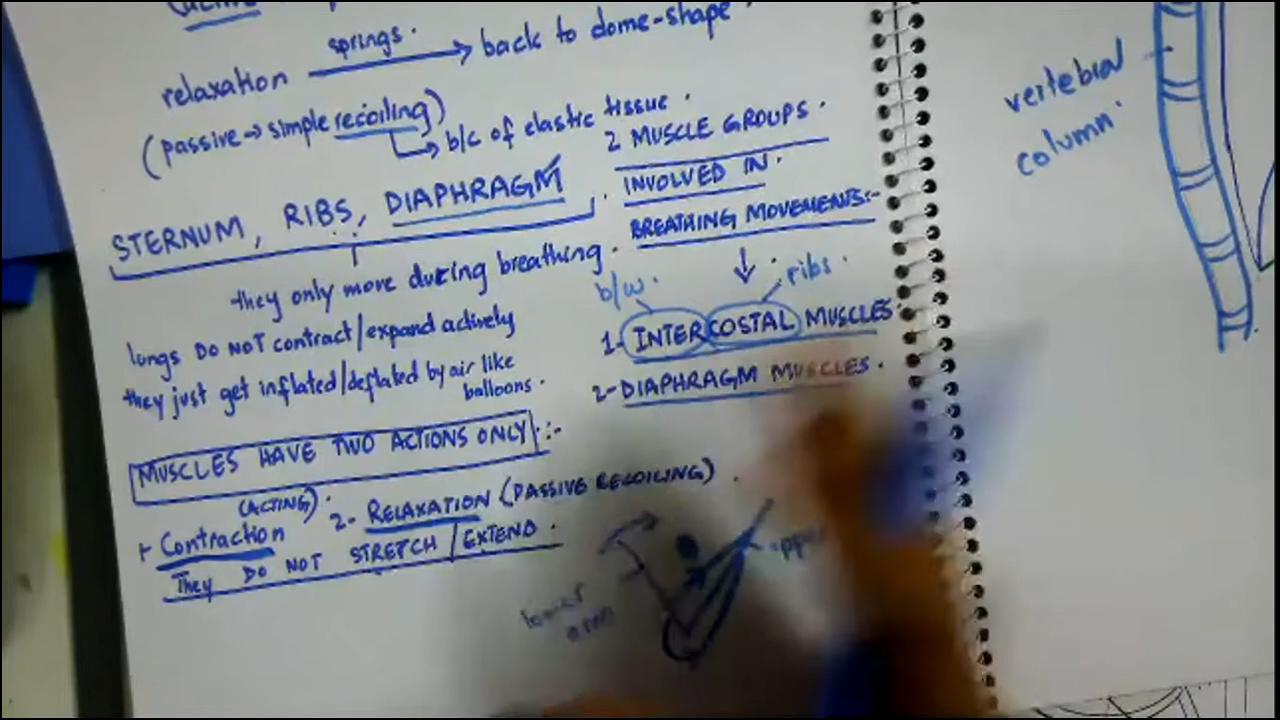 relaxation springs. → back to dome-shape.
(passive → simple recoiling)
↳ b/c of elastic tissue.
STERNUM, RIBS, DIAPHRAGM.
they only move during breathing.
lungs DO NOT contract/expand actively
they just get inflated/deflated by air like
balloons.
MUSCLES HAVE TWO ACTIONS ONLY:-
(ACTING).
1- Contraction 2- RELAXATION (PASSIVE RECOILING).
They DO NOT STRETCH/EXTEND.
lower
arm
2 MUSCLE GROUPS.
INVOLVED IN.
BREATHING MOVEMENTS:-
b/w. ribs.
1- INTERCOSTAL MUSCLES.
2- DIAPHRAGM MUSCLES.
vertebral
column.